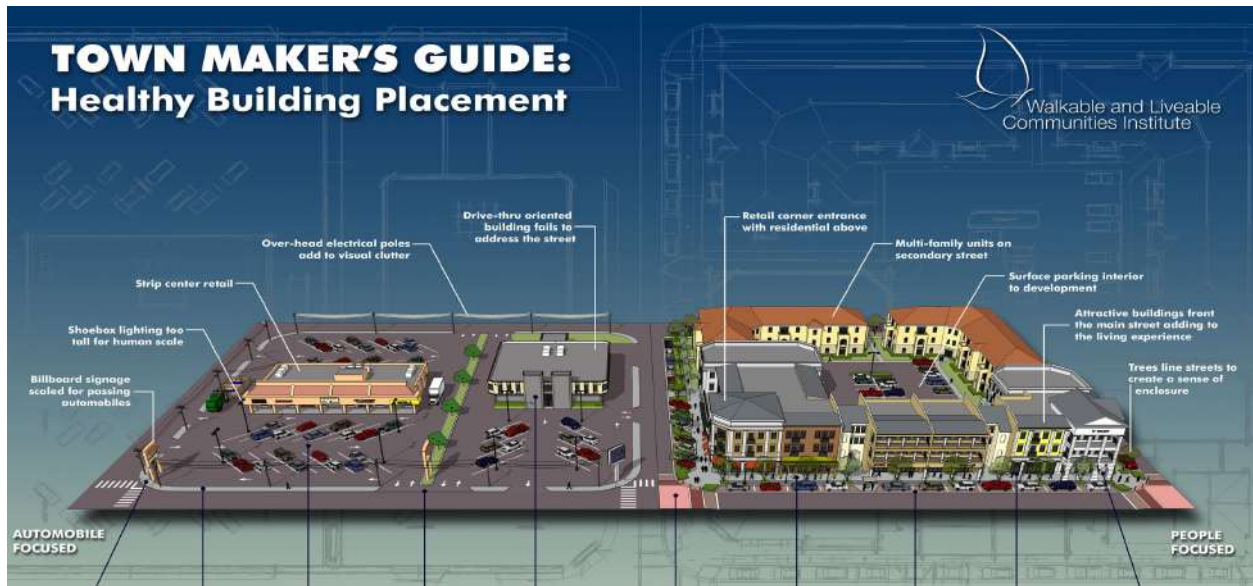 TOWN MAKER'S GUIDE:
Healthy Building Placement
Walkable and Liveable
Communities Institute
Drive-thru oriented
building fails to
address the street
Over-head electrical poles
add to visual clutter
Strip center retail
Shoebox lighting too
tall for human scale
Billboard signage
scaled for passing
automobiles
Retail corner entrance
with residential above
Multi-family units on
secondary street
Surface parking interior
to development
Attractive buildings front
the main street adding to
the living experience
Trees line streets to
create a sense of
enclosure
AUTOMOBILE
FOCUSED
PEOPLE
FOCUSED